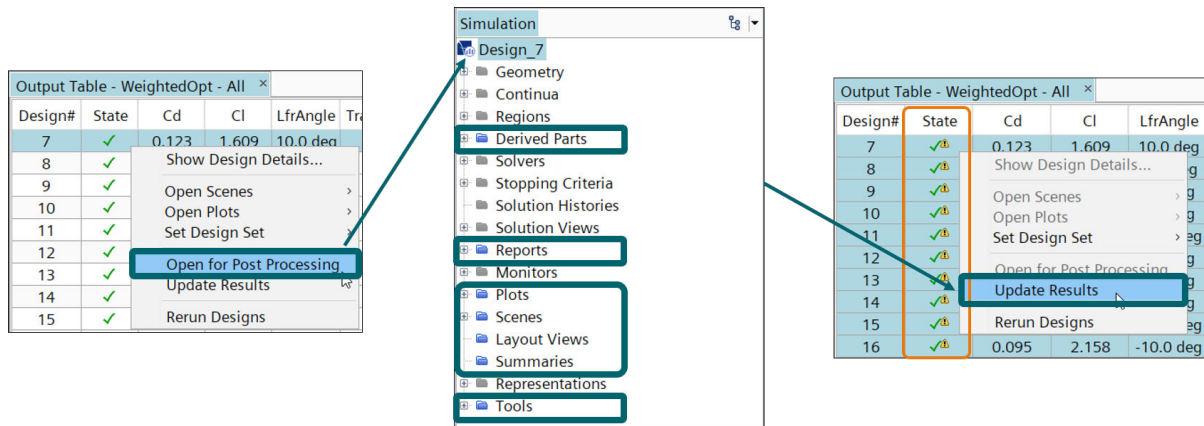 Output Table - WeightedOpt - All ×
Design# State Cd Cl LfrAngle
7 0.123 1.609 10.0 deg
8 Show Design Details...
9 Open Scenes
10 Open Plots
11 Set Design Set
12 Open for Post Processing
13 Update Results
14
15 Rerun Designs
Simulation
Design_7
Geometry
Continua
Regions
Derived Parts
Solvers
Stopping Criteria
Solution Histories
Solution Views
Reports
Monitors
Plots
Scenes
Layout Views
Summaries
Representations
Tools
Output Table - WeightedOpt - All ×
Design# State Cd Cl LfrAngle
7 0.123 1.609 10.0 deg
8 Show Design Details...
9 Open Scenes
10 Open Plots
11 Set Design Set
12 Open for Post Processing
13 Update Results
14
15 Rerun Designs
16 0.095 2.158 -10.0 deg